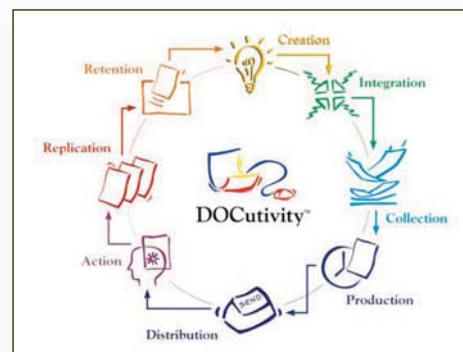 Creation
Retention
Integration
Replication
DOCutivity™
Collection
Action
Production
SEND
Distribution